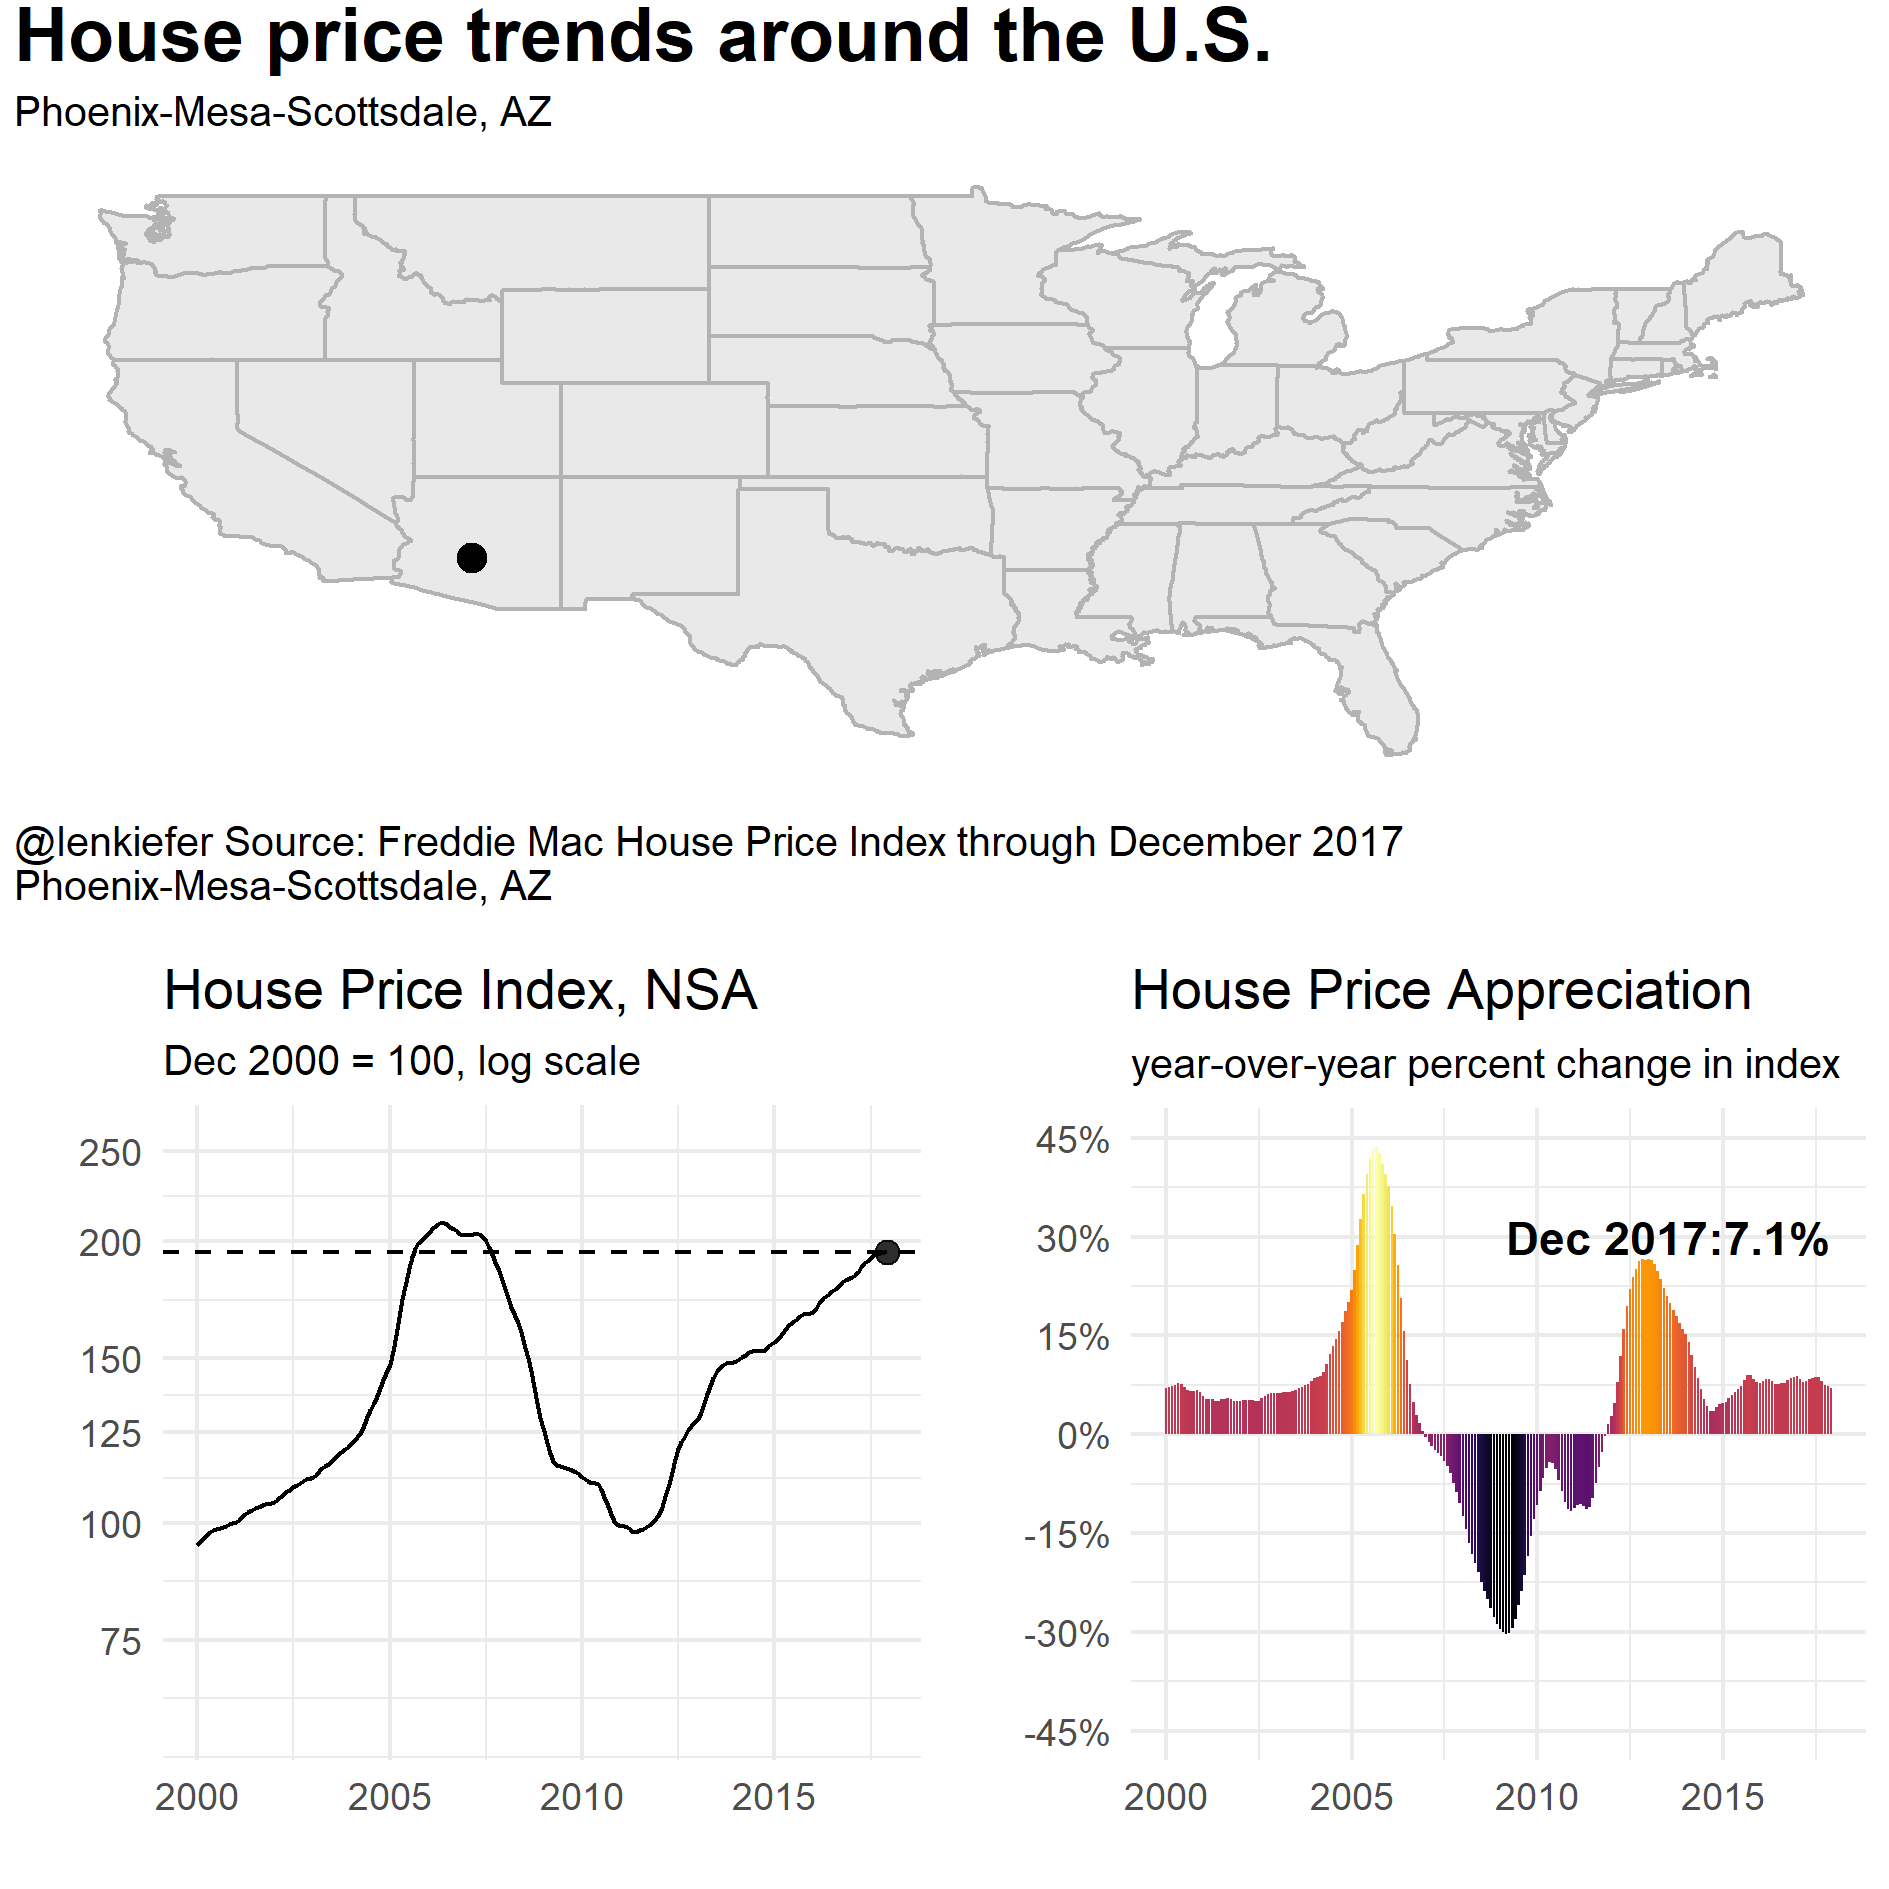 House price trends around the U.S.
Phoenix-Mesa-Scottsdale, AZ
@lenkiefer Source: Freddie Mac House Price Index through December 2017
Phoenix-Mesa-Scottsdale, AZ
House Price Index, NSA
Dec 2000 = 100, log scale
250
200
150
125
100
75
2000 2005 2010 2015
House Price Appreciation
year-over-year percent change in index
45%
30%
15%
0%
-15%
-30%
-45%
Dec 2017:7.1%
2000 2005 2010 2015